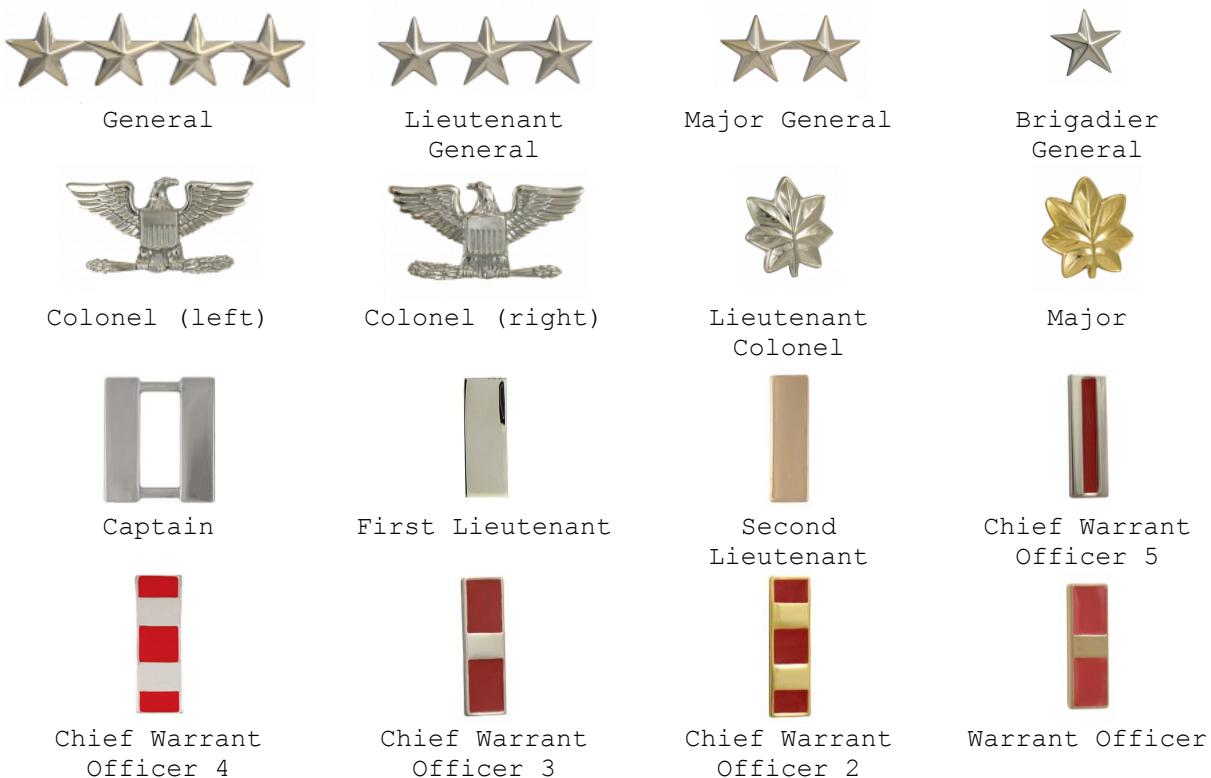 General
Lieutenant
General
Major General
Brigadier
General
Colonel (left)
Colonel (right)
Lieutenant
Colonel
Major
Captain
First Lieutenant
Second
Lieutenant
Chief Warrant
Officer 5
Chief Warrant
Officer 4
Chief Warrant
Officer 3
Chief Warrant
Officer 2
Warrant Officer